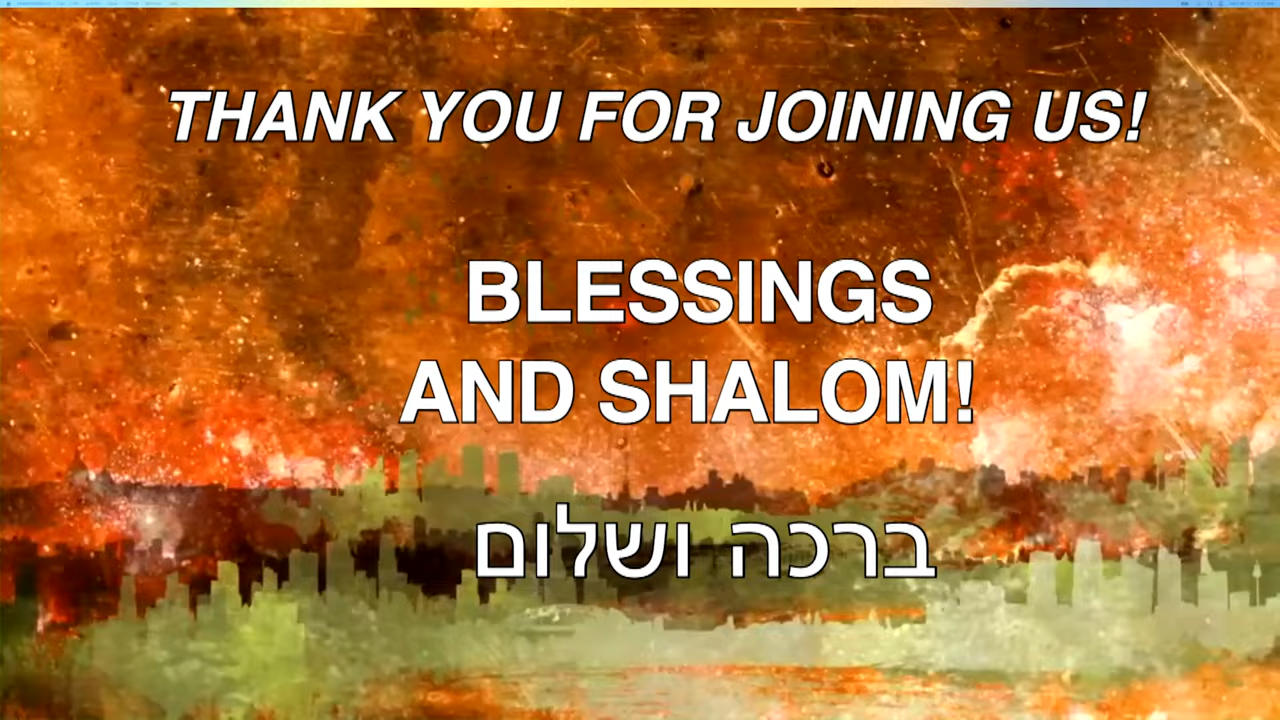 THANK YOU FOR JOINING US!
BLESSINGS
AND SHALOM!
ברכה ושלום